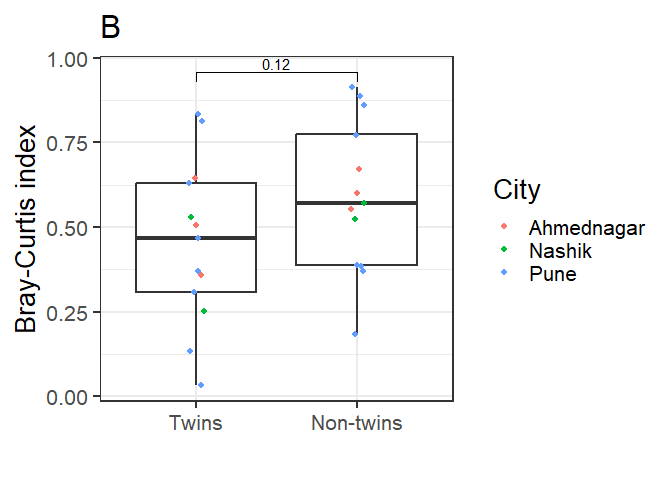 B
0.12
1.00
0.75
0.50
0.25
0.00
Bray-Curtis index
Twins
Non-twins
City
Ahmednagar
Nashik
Pune